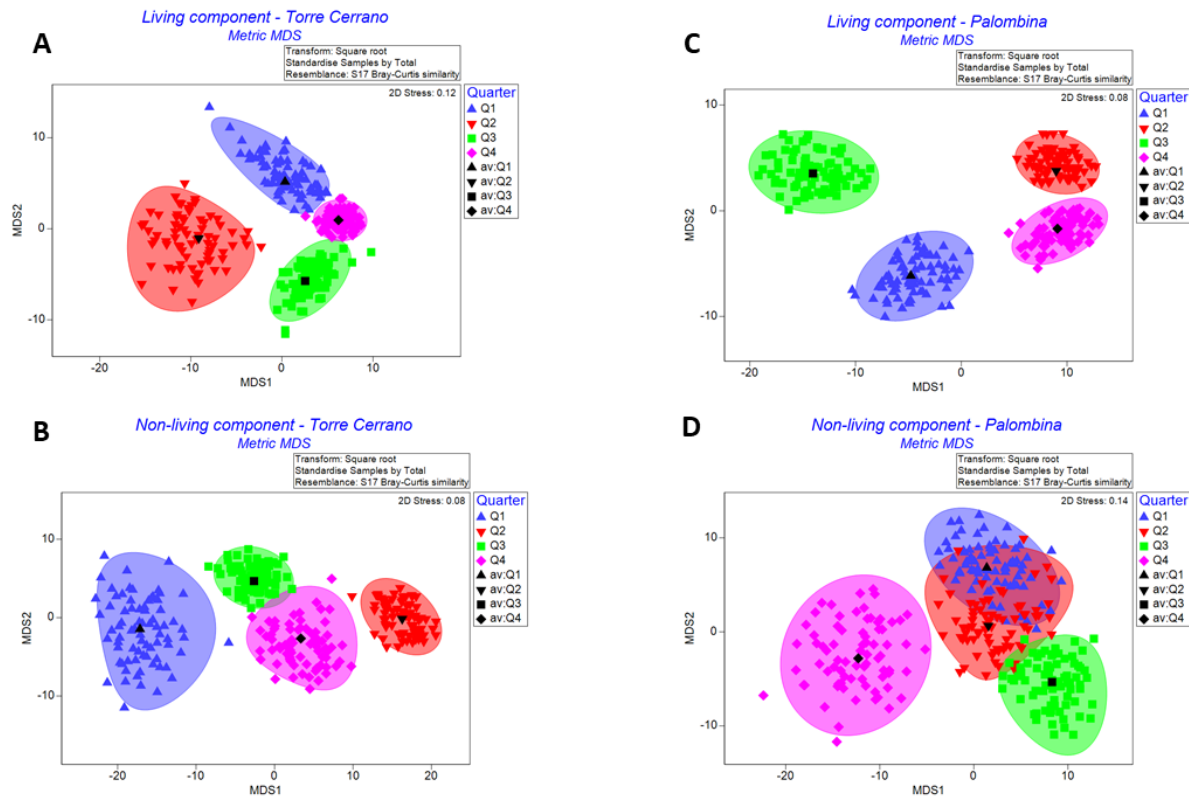 A
Living component - Torre Cerrano
Metric MDS
Transform: Square root
Standardise Samples by Total
Resemblance: S17 Bray-Curtis similarity
2D Stress: 0.12
Quarter
Q1
Q2
Q3
Q4
av:Q1
av:Q2
av:Q3
av:Q4
10
0
-10
MDS2
-20
-10
0
10
MDS1
C
Living component - Palombina
Metric MDS
Transform: Square root
Standardise Samples by Total
Resemblance: S17 Bray-Curtis similarity
2D Stress: 0.08
Quarter
Q1
Q2
Q3
Q4
av:Q1
av:Q2
av:Q3
av:Q4
10
0
-10
MDS2
-20
-10
0
10
MDS1
B
Non-living component - Torre Cerrano
Metric MDS
Transform: Square root
Standardise Samples by Total
Resemblance: S17 Bray-Curtis similarity
2D Stress: 0.08
Quarter
Q1
Q2
Q3
Q4
av:Q1
av:Q2
av:Q3
av:Q4
10
0
-10
MDS2
-20
-10
0
10
20
MDS1
D
Non-living component - Palombina
Metric MDS
Transform: Square root
Standardise Samples by Total
Resemblance: S17 Bray-Curtis similarity
2D Stress: 0.14
Quarter
Q1
Q2
Q3
Q4
av:Q1
av:Q2
av:Q3
av:Q4
10
0
-10
MDS2
-20
-10
0
10
MDS1